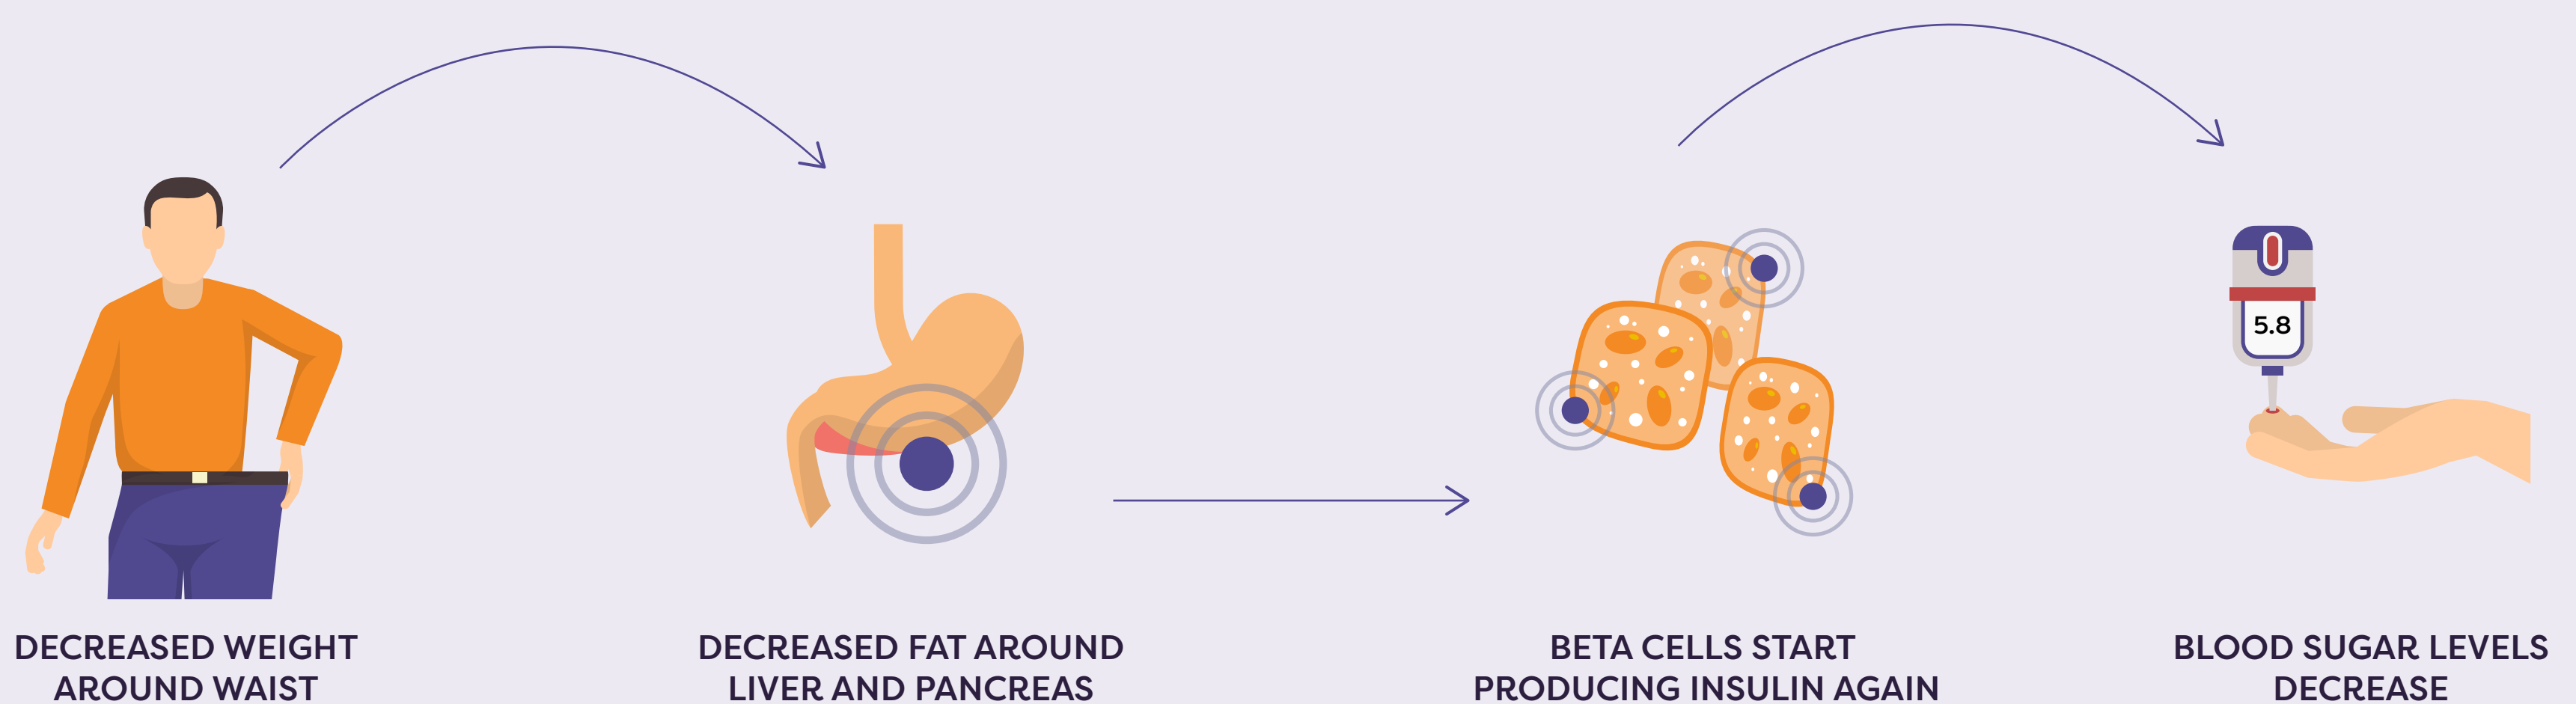 5.8
DECREASED WEIGHT
AROUND WAIST
DECREASED FAT AROUND
LIVER AND PANCREAS
BETA CELLS START
PRODUCING INSULIN AGAIN
BLOOD SUGAR LEVELS
DECREASE